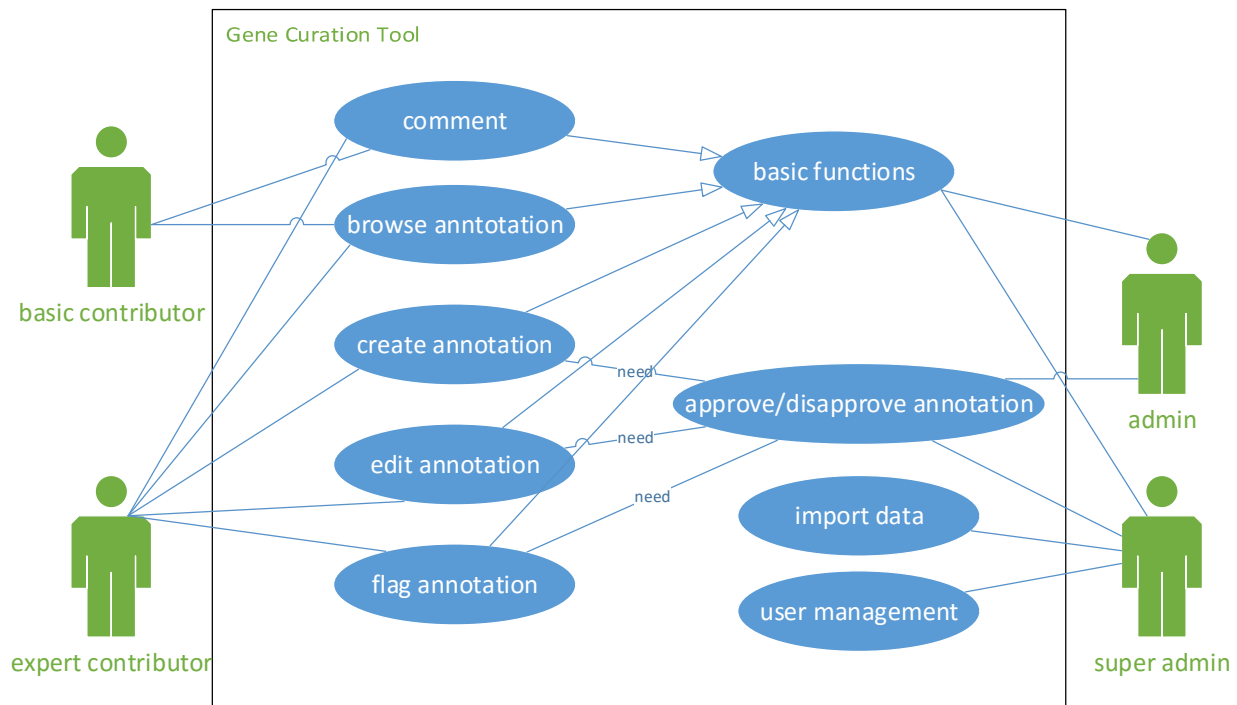 Gene Curation Tool
comment
basic functions
browse anntotation
basic contributor
create annotation
need
approve/disapprove annotation
admin
need
edit annotation
need
import data
flag annotation
user management
expert contributor
super admin